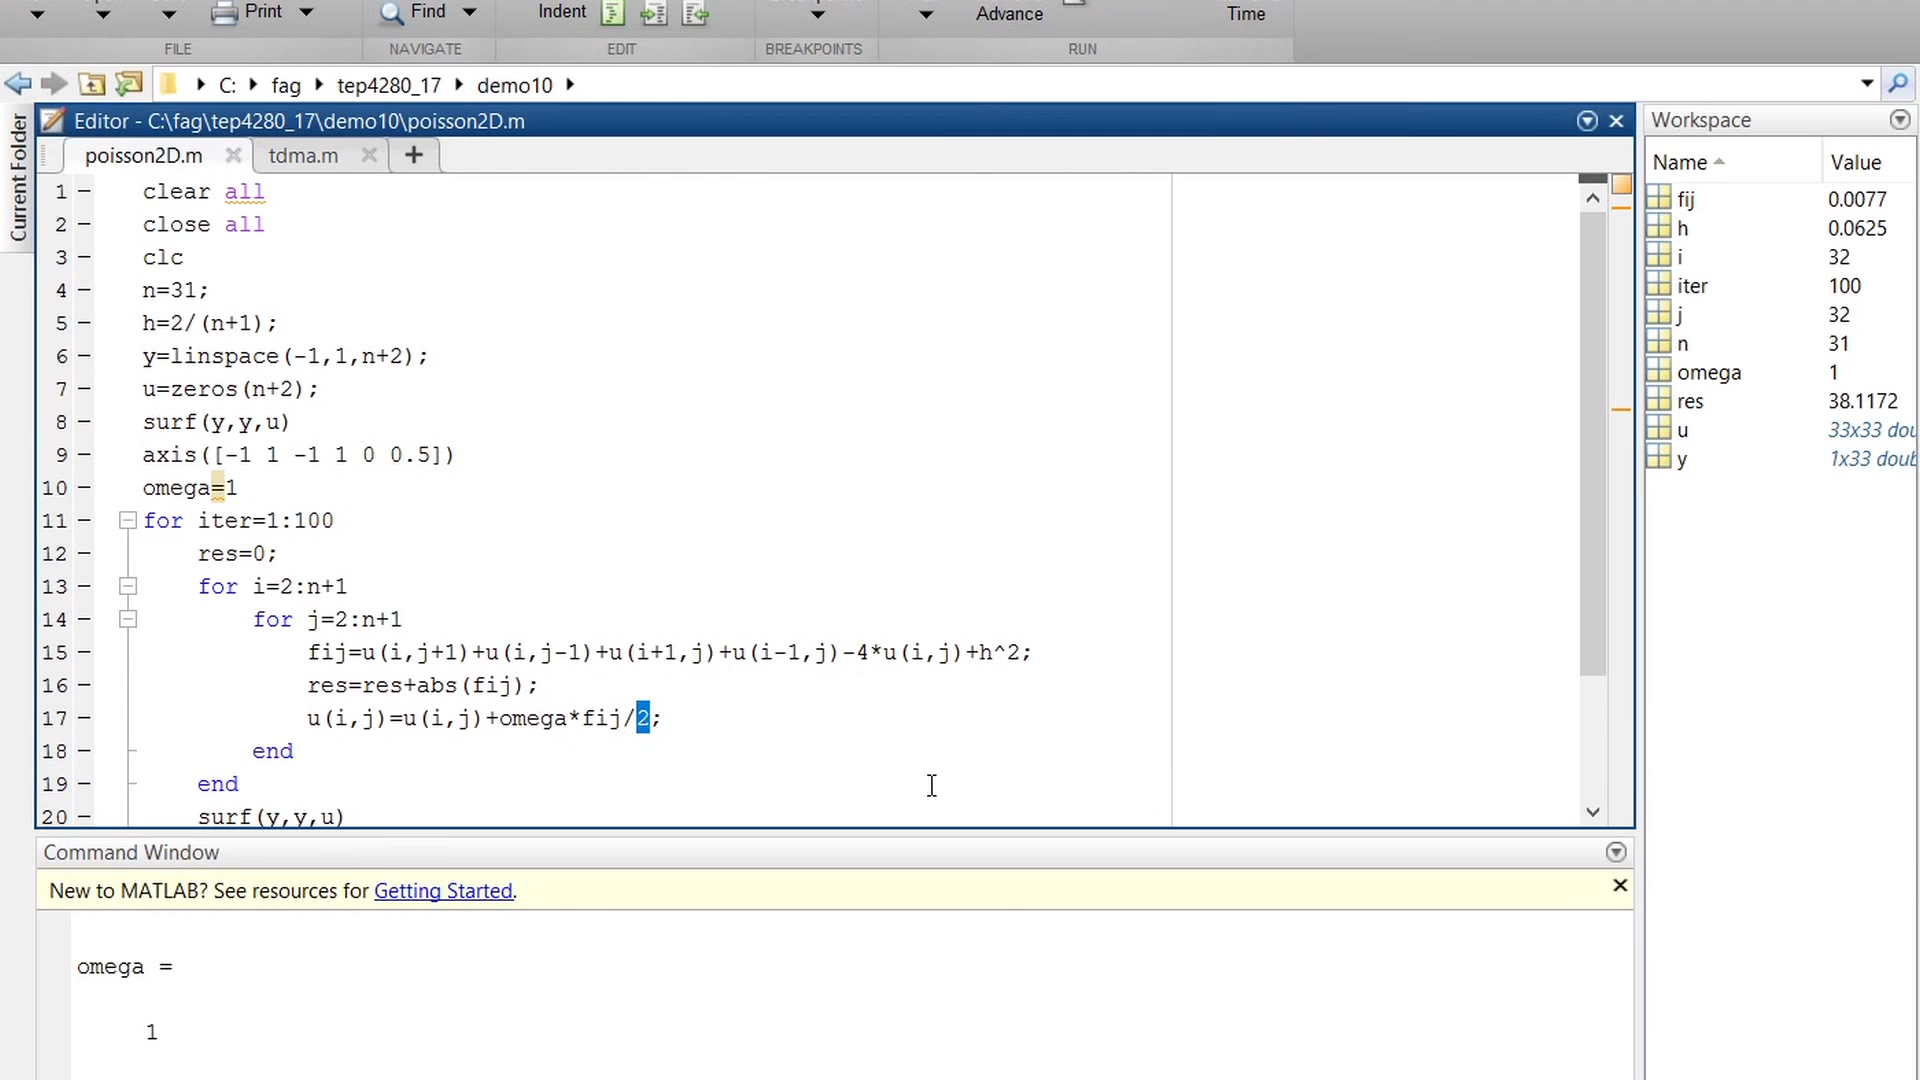 Print Find Indent Advance Time
FILE NAVIGATE EDIT BREAKPOINTS RUN
C: fag tep4280_17 demo10
Current Folder
Editor - C:\fag\tep4280_17\demo10\poisson2D.m
poisson2D.m tdma.m +
1 clear all
2 close all
3 clc
4 n=31;
5 h=2/(n+1);
6 y=linspace(-1,1,n+2);
7 u=zeros(n+2);
8 surf(y,y,u)
9 axis([-1 1 -1 1 0 0.5])
10 omega=1
11 for iter=1:100
12 res=0;
13 for i=2:n+1
14 for j=2:n+1
15 fij=u(i,j+1)+u(i,j-1)+u(i+1,j)+u(i-1,j)-4*u(i,j)+h^2;
16 res=res+abs(fij);
17 u(i,j)=u(i,j)+omega*fij/2;
18 end
19 end
20 surf(y,y,u)
Workspace
Name Value
fij 0.0077
h 0.0625
i 32
iter 100
j 32
n 31
omega 1
res 38.1172
u 33x33 dou
y 1x33 doub
Command Window
New to MATLAB? See resources for Getting Started.
omega =
1